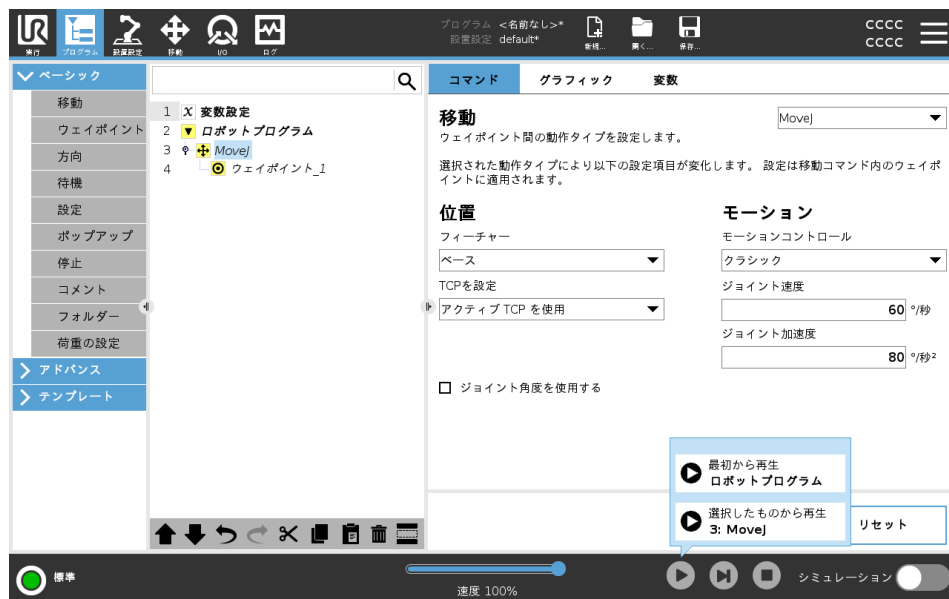 UR
プログラム <名前なし>*
設置設定 default*
CCCC
CCCC
実行
プログラム
設置設定
移動
I/O
ログ
新規...
開く...
保存...
ベーシック
移動
ウェイポイント
方向
待機
設定
ポップアップ
停止
コメント
フォルダー
荷重の設定
アドバンス
テンプレート
1 X 変数設定
2 ロボットプログラム
3 MoveJ
4 ウェイポイント_1
コマンド グラフィック 変数
移動
MoveJ
ウェイポイント間の動作タイプを設定します。
選択された動作タイプにより以下の設定項目が変化します。 設定は移動コマンド内のウェイポ
イントに適用されます。
位置
フィーチャー
ベース
TCPを設定
アクティブ TCP を使用
ジョイント角度を使用する
モーション
モーションコントロール
クラシック
ジョイント速度
60 °/秒
ジョイント加速度
80 °/秒²
最初から再生
ロボットプログラム
選択したものから再生
3: MoveJ
リセット
標準
速度 100%
シミュレーション